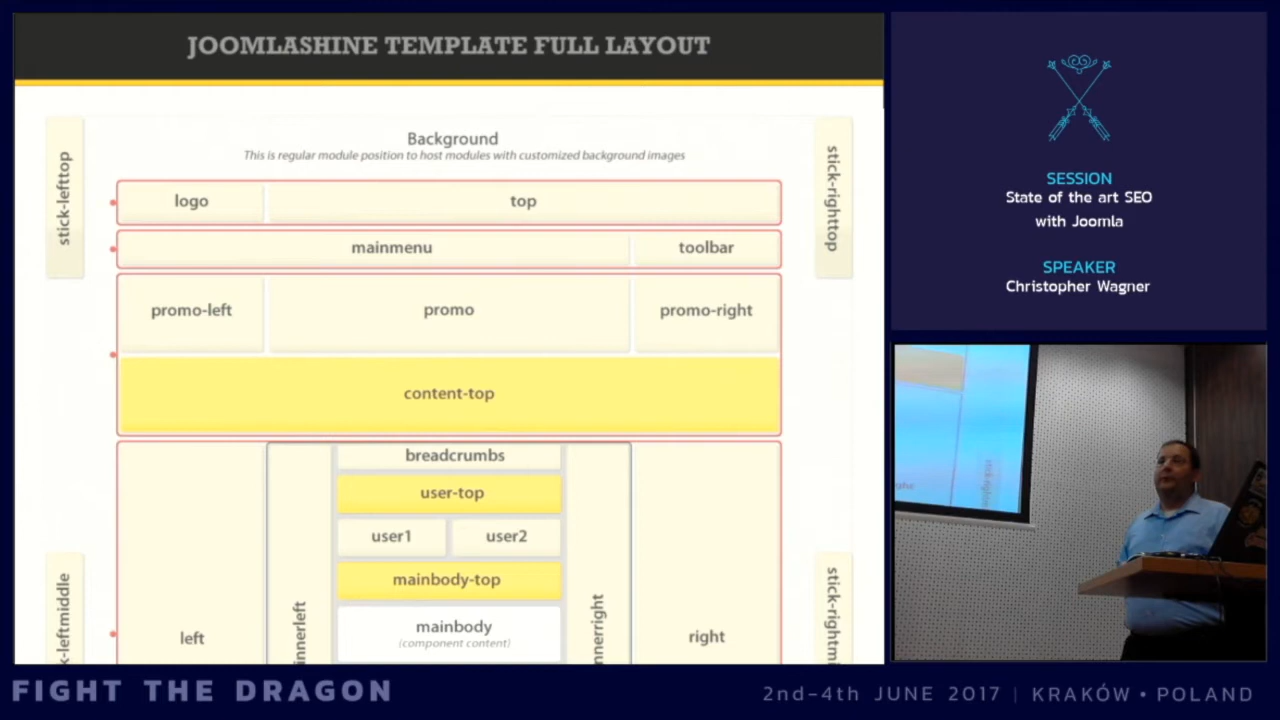 JOOMLASHINE TEMPLATE FULL LAYOUT
Background
This is regular module position to host modules with customized background images
stick-lefttop
stick-righttop
logo
top
mainmenu
toolbar
promo-left
promo
promo-right
content-top
breadcrumbs
user-top
user1
user2
mainbody-top
mainbody
(component content)
left
innerleft
innerright
right
k-leftmiddle
stick-rightm
SESSION
State of the art SEO
with Joomla
SPEAKER
Christopher Wagner
FIGHT THE DRAGON
2nd-4th JUNE 2017 | KRAKÓW • POLAND